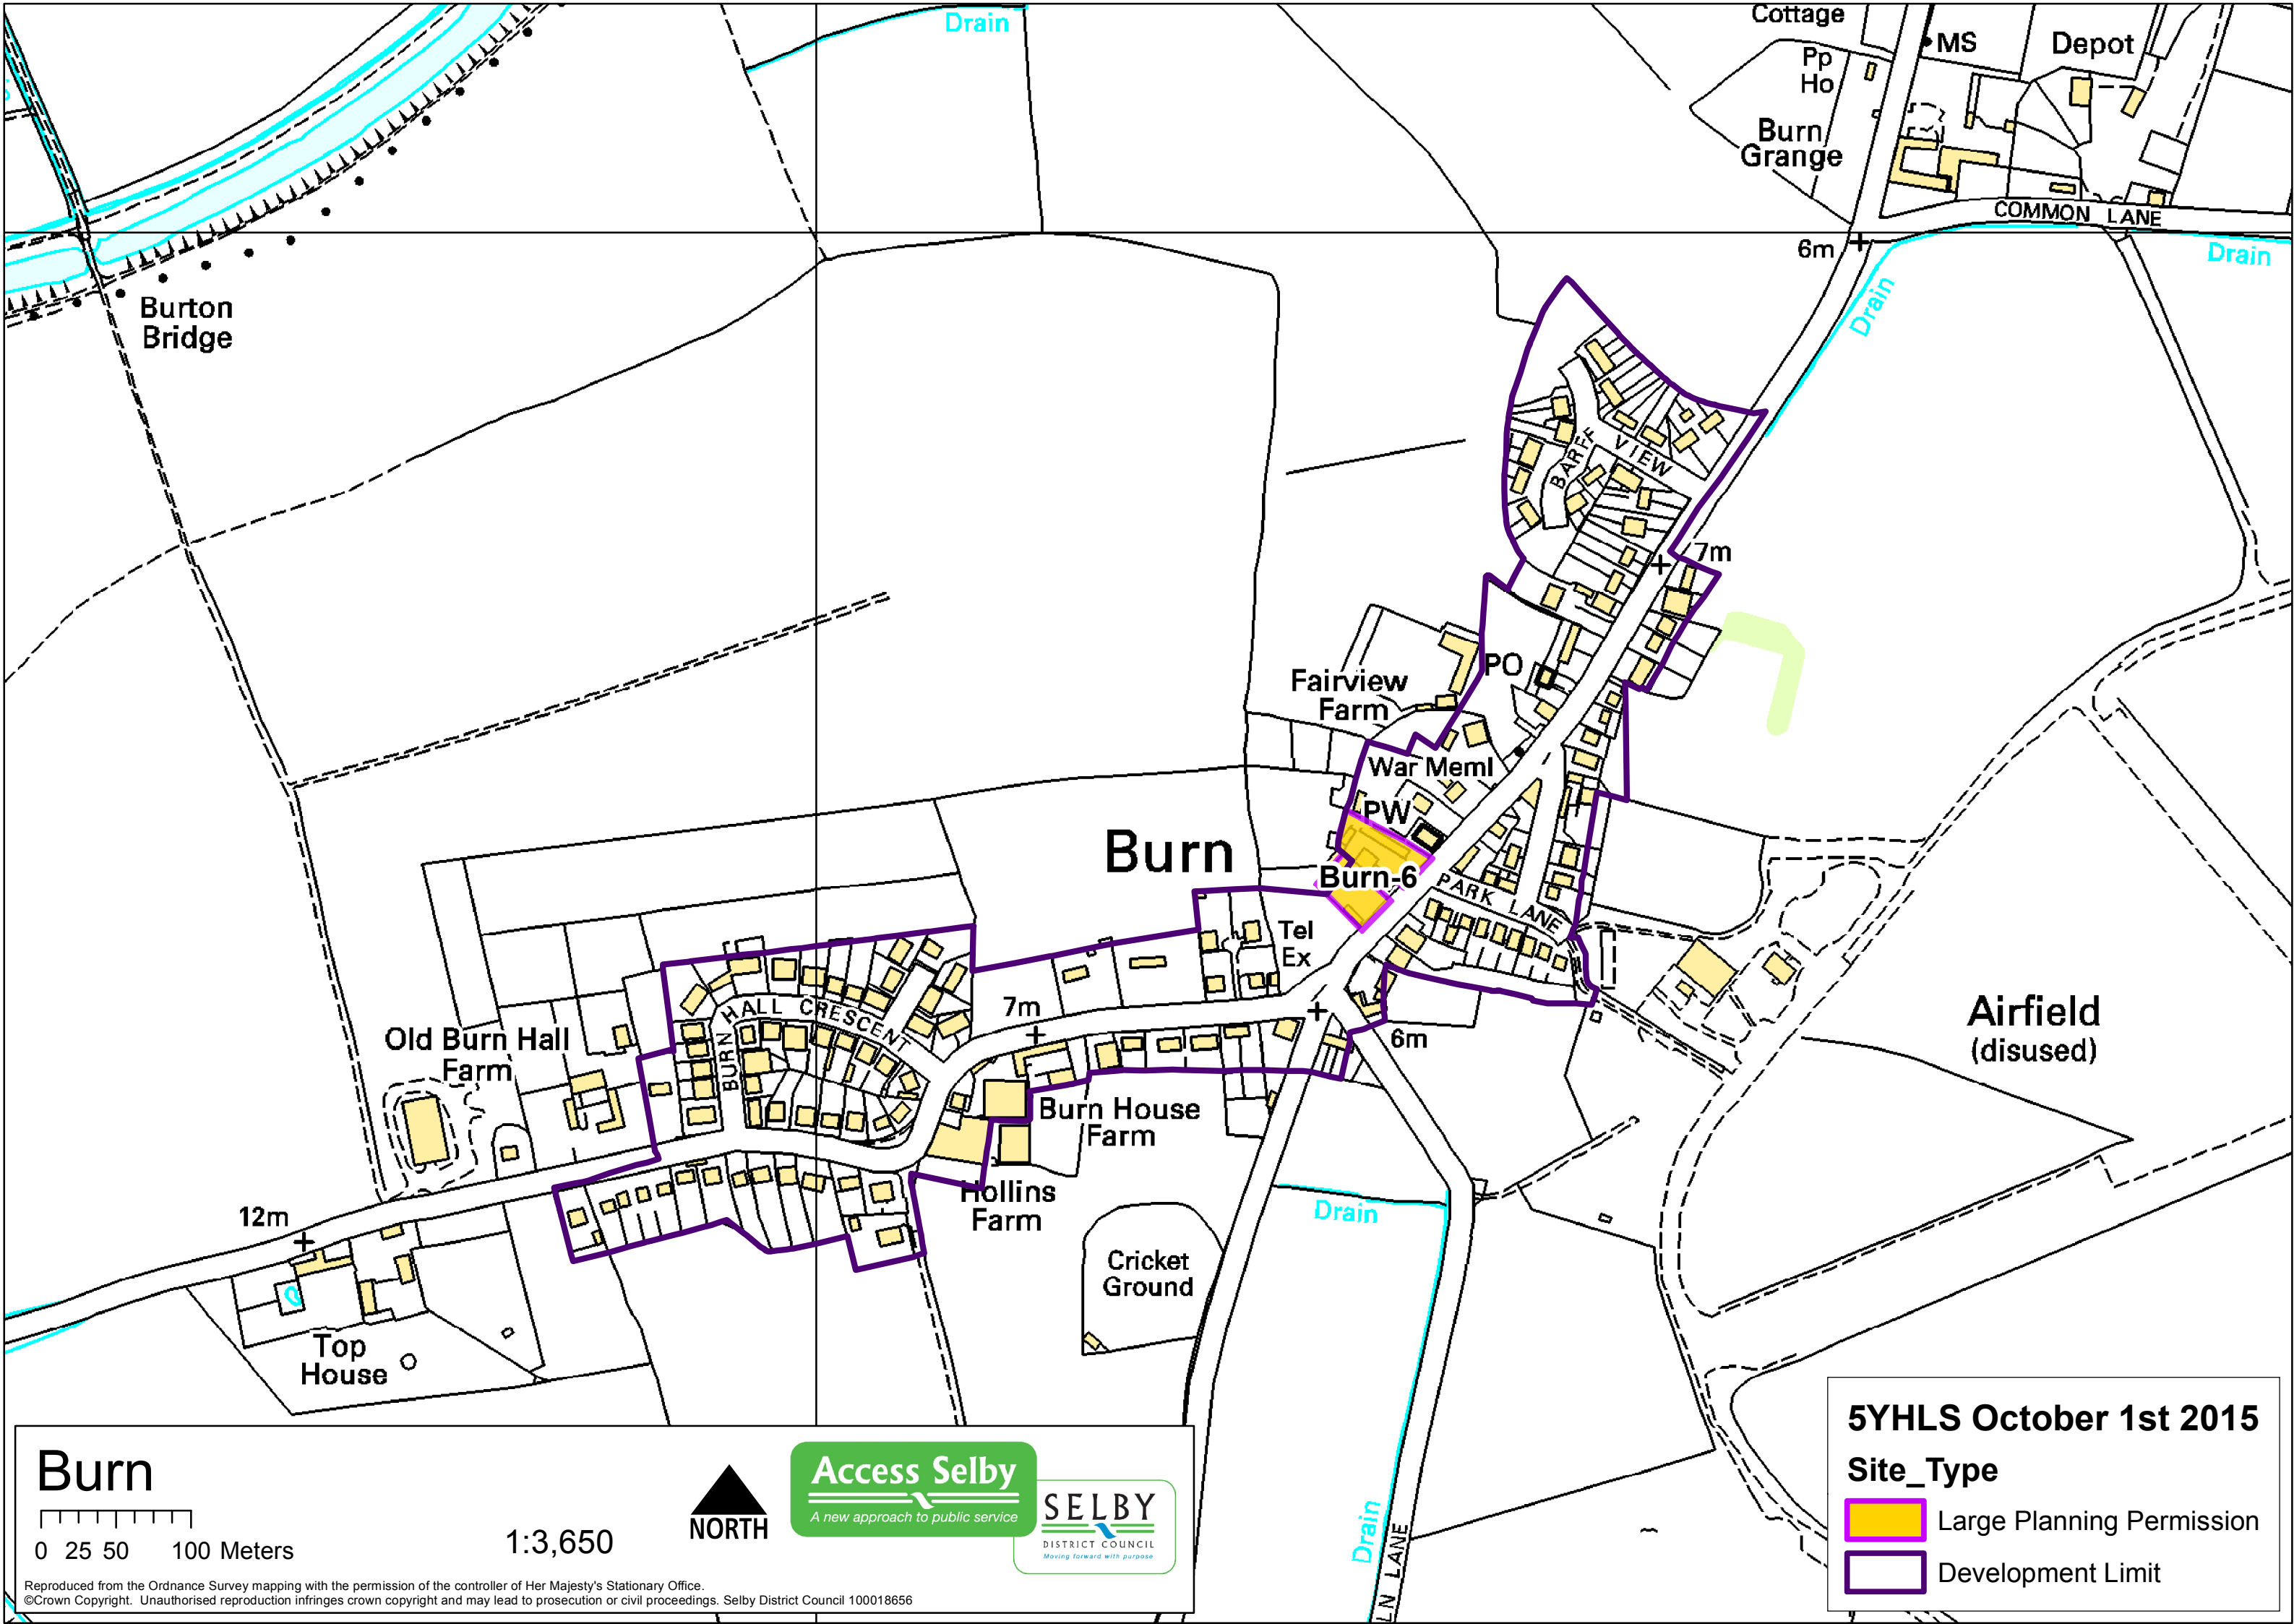 Drain
Cottage
MS
Depot
Pp
Ho
Burn
Grange
COMMON LANE
6m
Drain
Drain
Burton
Bridge
BARFF VIEW
7m
PO
Fairview
Farm
War Meml
PW
Burn
Burn-6
PARK LANE
Tel
Ex
BURN HALL CRESCENT
7m
6m
Airfield
(disused)
Old Burn Hall
Farm
Burn House
Farm
Hollins
Farm
12m
Drain
Cricket
Ground
Top
House
Drain
LN LANE
Burn
0 25 50 100 Meters
1:3,650
NORTH
Access Selby
A new approach to public service
SELBY
DISTRICT COUNCIL
Moving forward with purpose
Reproduced from the Ordnance Survey mapping with the permission of the controller of Her Majesty's Stationary Office.
©Crown Copyright. Unauthorised reproduction infringes crown copyright and may lead to prosecution or civil proceedings. Selby District Council 100018656
5YHLS October 1st 2015
Site_Type
Large Planning Permission
Development Limit